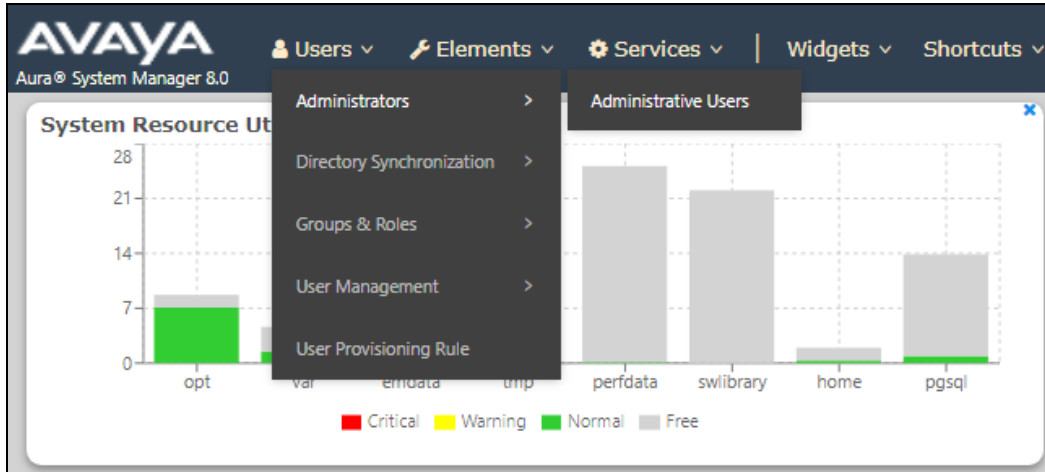 AVAYA
Aura® System Manager 8.0
Users Elements Services | Widgets Shortcuts
Administrators > Administrative Users
Directory Synchronization >
Groups & Roles >
User Management >
User Provisioning Rule
System Resource Ut
28
21
14
7
0
opt var emdata tmp perfdata swlibrary home pgsql
Critical Warning Normal Free